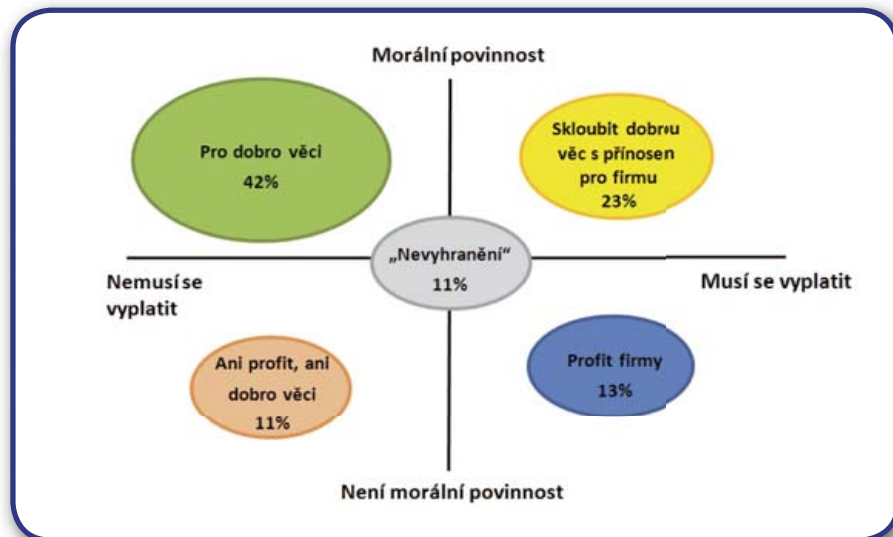 Morální povinnost
Pro dobro věci
42%
Skloubit dobrou
věc s přínosen
pro firmu
23%
„Nevyhranění“
11%
Nemusí se
vyplatit
Musí se vyplatit
Ani profit, ani
dobro věci
11%
Profit firmy
13%
Není morální povinnost